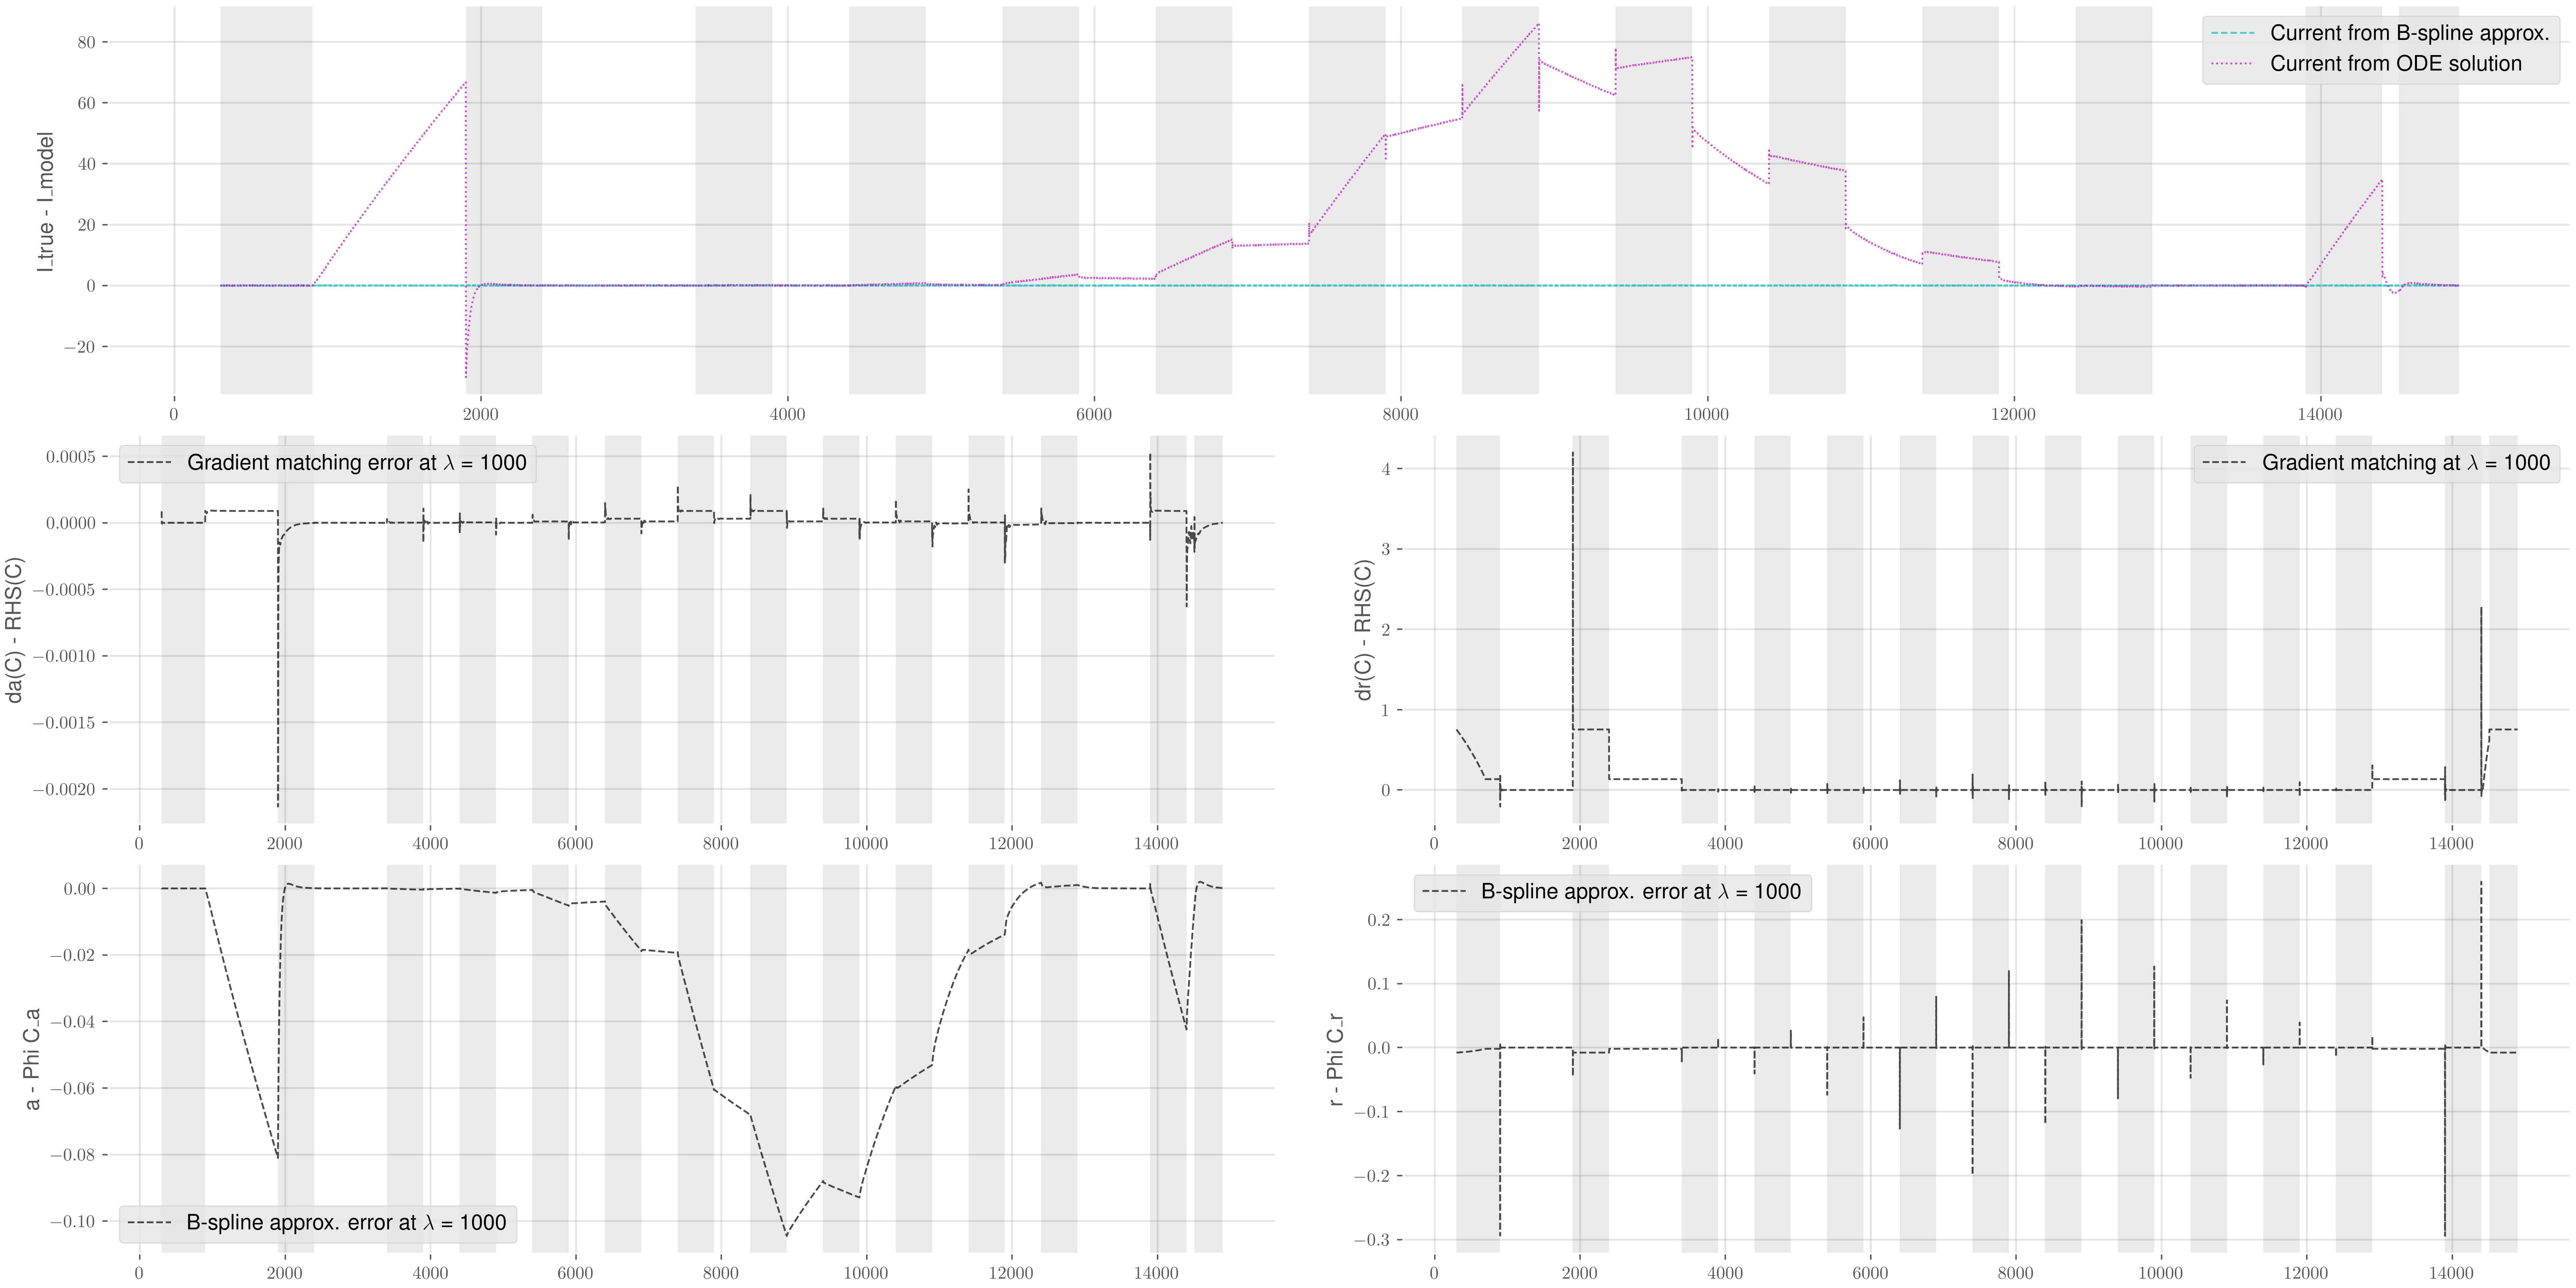 I_true - I_model
80
60
40
20
0
−20
0 2000 4000 6000 8000 10000 12000 14000
Current from B-spline approx.
Current from ODE solution
da(C) - RHS(C)
0.0005
0.0000
−0.0005
−0.0010
−0.0015
−0.0020
0 2000 4000 6000 8000 10000 12000 14000
Gradient matching error at λ = 1000
dr(C) - RHS(C)
4
3
2
1
0
0 2000 4000 6000 8000 10000 12000 14000
Gradient matching at λ = 1000
a - Phi C_a
0.00
−0.02
−0.04
−0.06
−0.08
−0.10
0 2000 4000 6000 8000 10000 12000 14000
B-spline approx. error at λ = 1000
r - Phi C_r
0.2
0.1
0.0
−0.1
−0.2
−0.3
0 2000 4000 6000 8000 10000 12000 14000
B-spline approx. error at λ = 1000